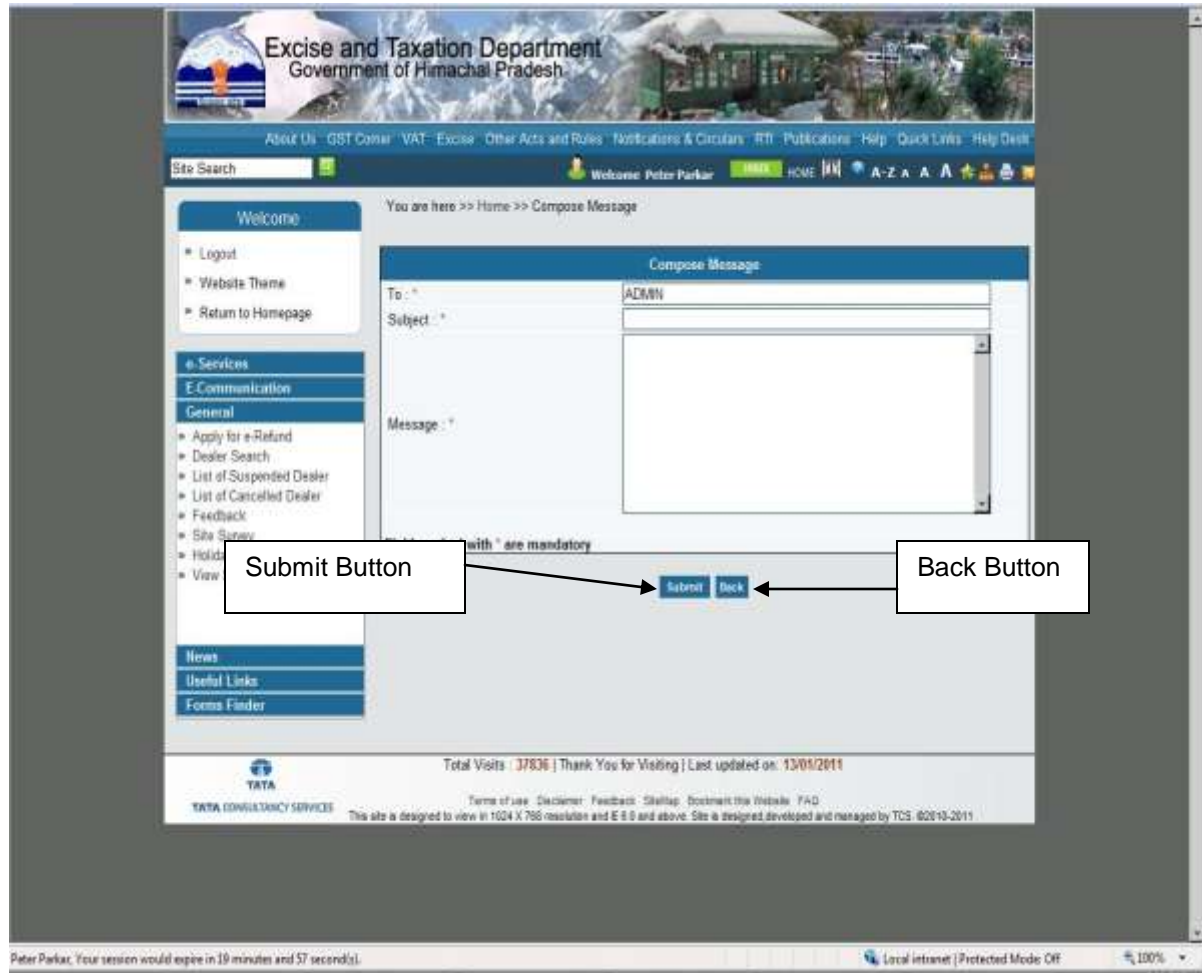 Excise and Taxation Department
Government of Himachal Pradesh
About Us GST Corner VAT Excise Other Acts and Rules Notifications & Circulars RTI Publications Help Quick Links Help Desk
Site Search
Welcome Peter Parkar
HOME
A-Z A A A
Welcome
Logout
Website Theme
Return to Homepage
e-Services
E-Communication
General
Apply for e-Refund
Dealer Search
List of Suspended Dealer
List of Cancelled Dealer
Feedback
Site Survey
View
News
Useful Links
Forms Finder
You are here >> Home >> Compose Message
Compose Message
To : *
ADMIN
Subject : *
Message : *
with * are mandatory
Submit Back
Submit Button
Back Button
TATA
TATA CONSULTANCY SERVICES
Total Visits : 37836 | Thank You for Visiting | Last updated on: 13/01/2011
Terms of use Disclaimer Feedback SiteMap Bookmark this Website FAQ
This site is designed to view in 1024 X 768 resolution and IE 6.0 and above. Site is designed,developed and managed by TCS. ©2010-2011
Peter Parkar, Your session would expire in 19 minutes and 57 second(s).
Local intranet | Protected Mode: Off
100%